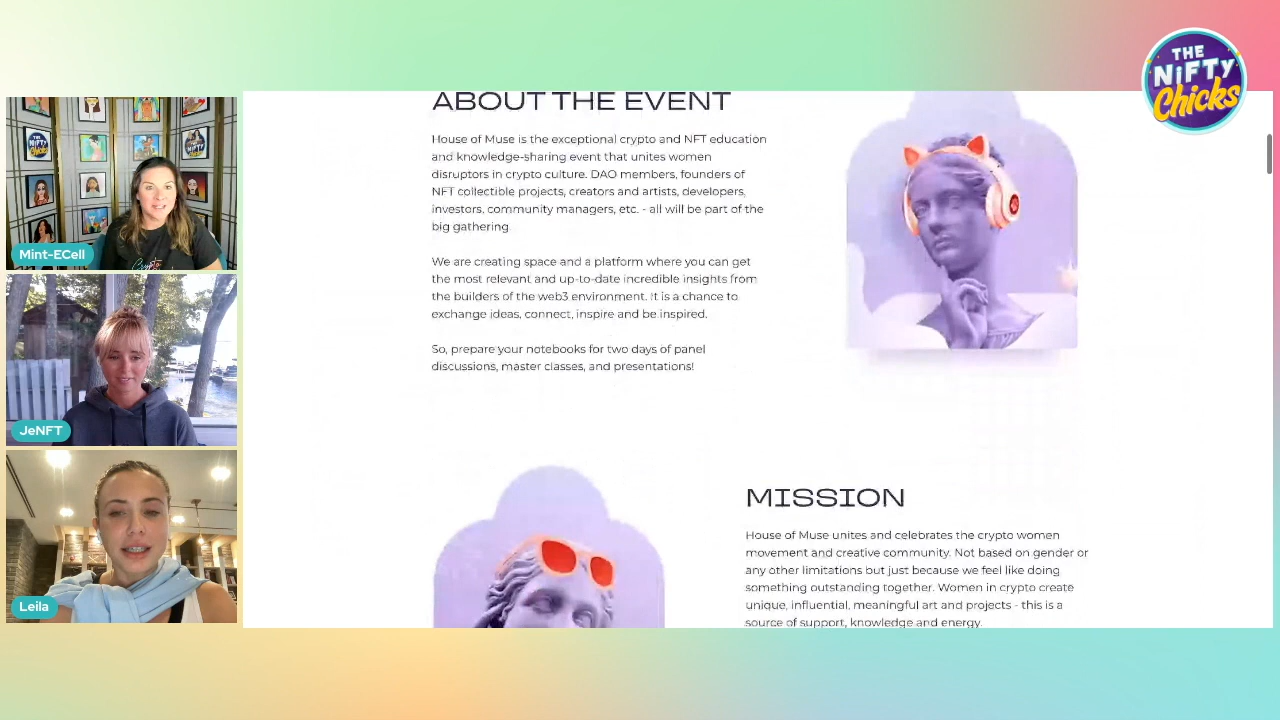 THE
NiFTy
Chicks
Mint-ECell
JeNFT
Leila
ABOUT THE EVENT
House of Muse is the exceptional crypto and NFT education
and knowledge-sharing event that unites women
disruptors in crypto culture. DAO members, founders of
NFT collectible projects, creators and artists, developers,
investors, community managers, etc. - all will be part of the
big gathering.
We are creating space and a platform where you can get
the most relevant and up-to-date incredible insights from
the builders of the web3 environment. It is a chance to
exchange ideas, connect, inspire and be inspired.
So, prepare your notebooks for two days of panel
discussions, master classes, and presentations!
MISSION
House of Muse unites and celebrates the crypto women
movement and creative community. Not based on gender or
any other limitations but just because we feel like doing
something outstanding together. Women in crypto create
unique, influential, meaningful art and projects - this is a
source of support, knowledge and energy.